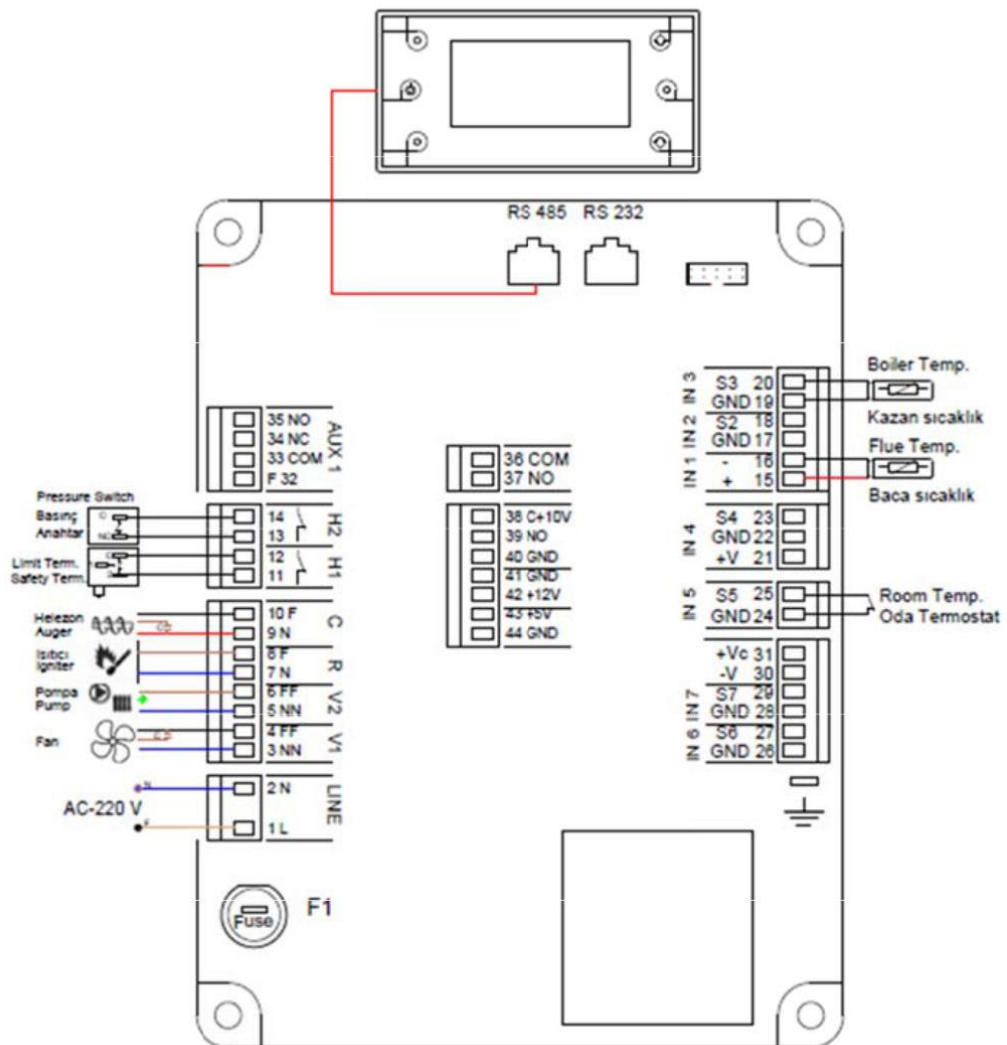 RS 485 RS 232
35 NO
34 NC
33 COM
F 32
AUX 1
Pressure Switch
Basınç
Anahtar
C
NO
14
13
H2
Limit Term.
Safety Term.
12
11
H1
Helezon
Auger
10 F
9 N
C
Isıtıcı
Igniter
8 F
7 N
R
Pompa
Pump
6 FF
5 NN
V2
Fan
4 FF
3 NN
V1
AC-220 V
N
F
2 N
1 L
LINE
Fuse
F1
36 COM
37 NO
38 C+10V
39 NO
40 GND
41 GND
42 +12V
43 +5V
44 GND
IN 3
S3 20
GND 19
Boiler Temp.
Kazan sıcaklık
IN 2
S2 18
GND 17
IN 1
- 16
+ 15
Flue Temp.
Baca sıcaklık
IN 4
S4 23
GND 22
+V 21
IN 5
S5 25
GND 24
Room Temp.
Oda Termostat
+Vc 31
-V 30
IN7
S7 29
GND 28
IN 6
S6 27
GND 26